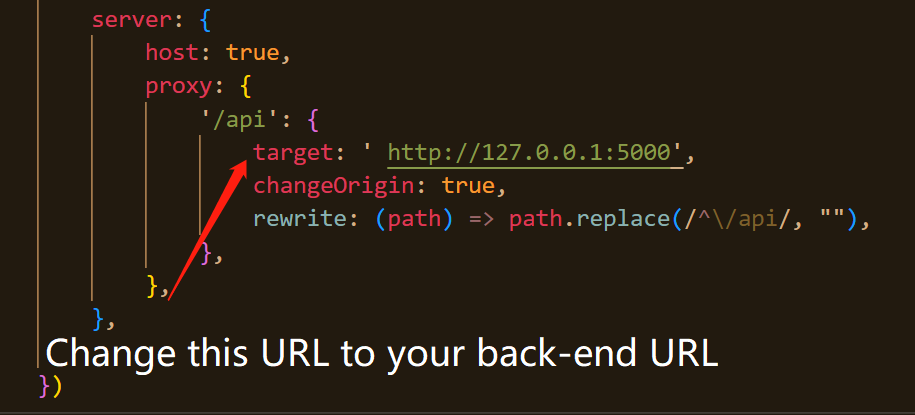 server: {
host: true,
proxy: {
'/api': {
target: ' http://127.0.0.1:5000',
changeOrigin: true,
rewrite: (path) => path.replace(/^\/api/, ""),
},
},
},
Change this URL to your back-end URL
})